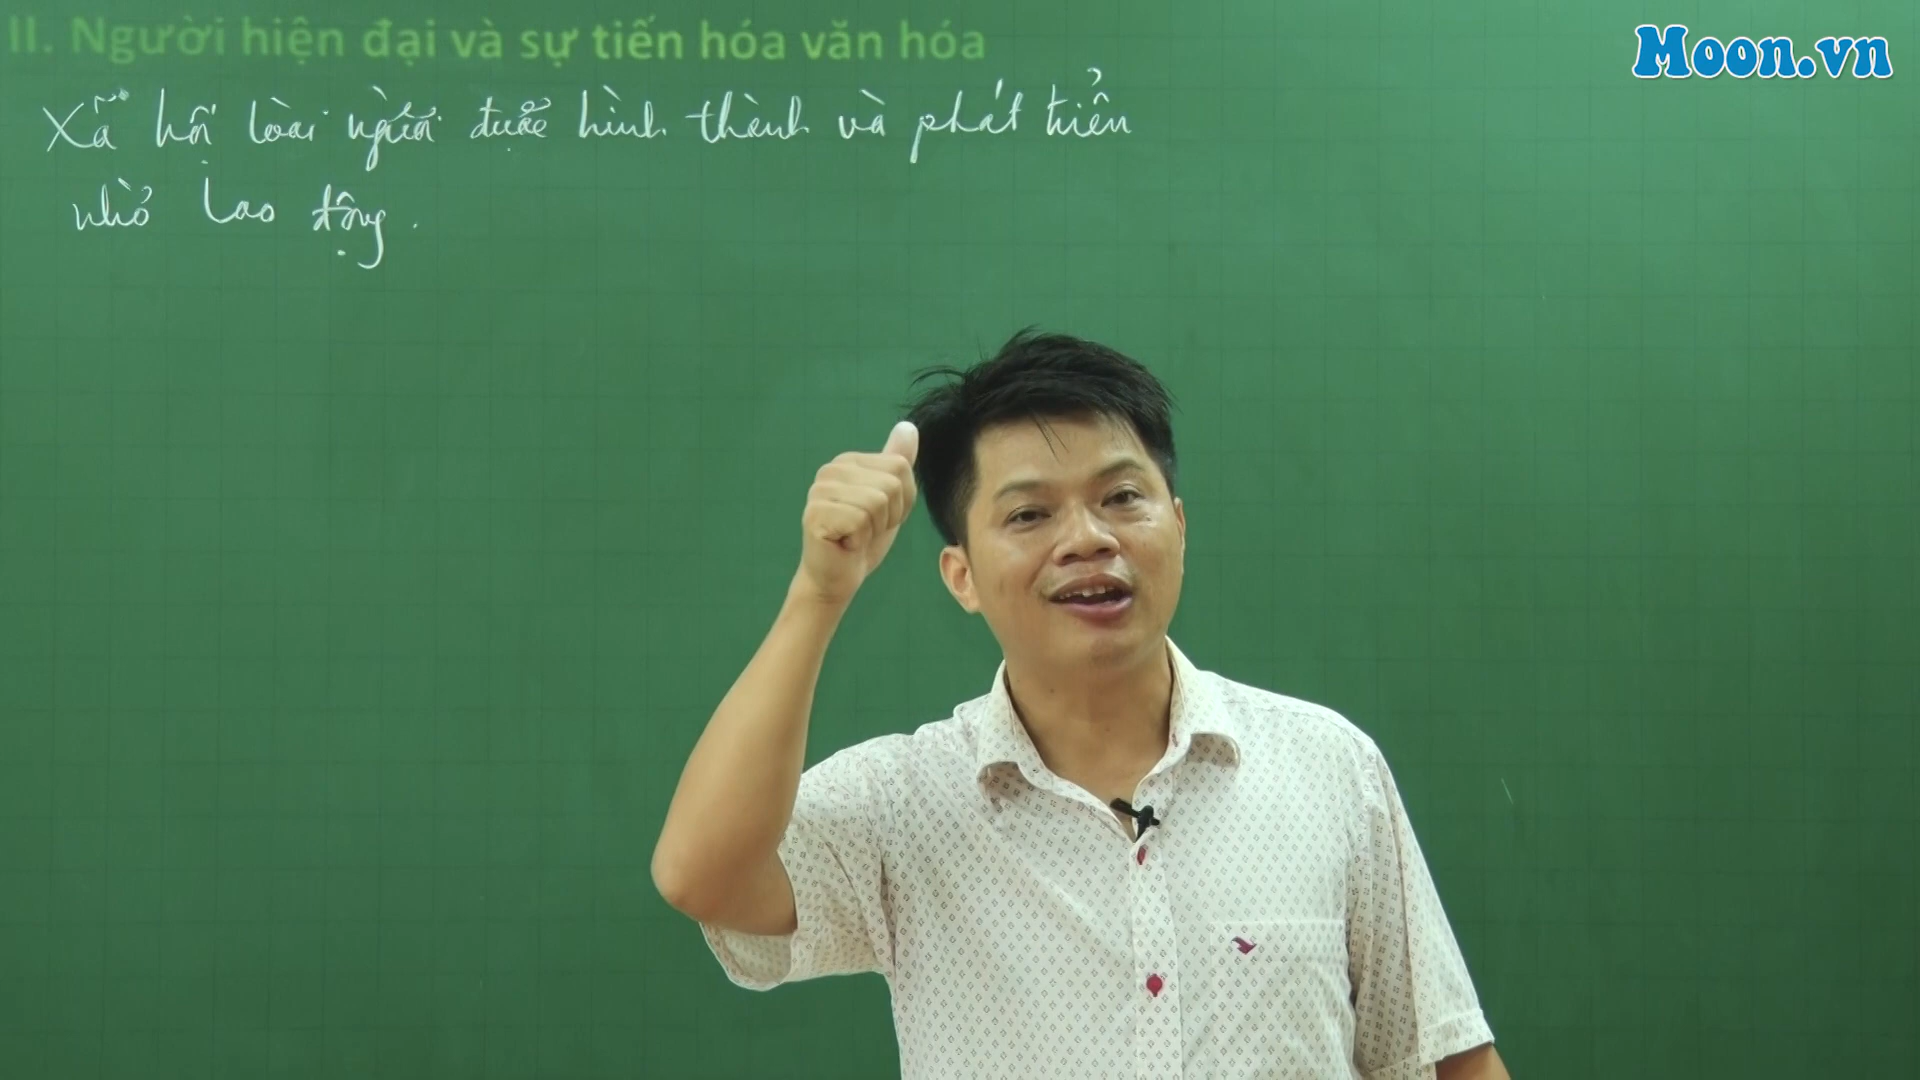 II. Người hiện đại và sự tiến hóa văn hóa
Moon.vn
Xã hội loài người được hình thành và phát triển
nhờ lao động.